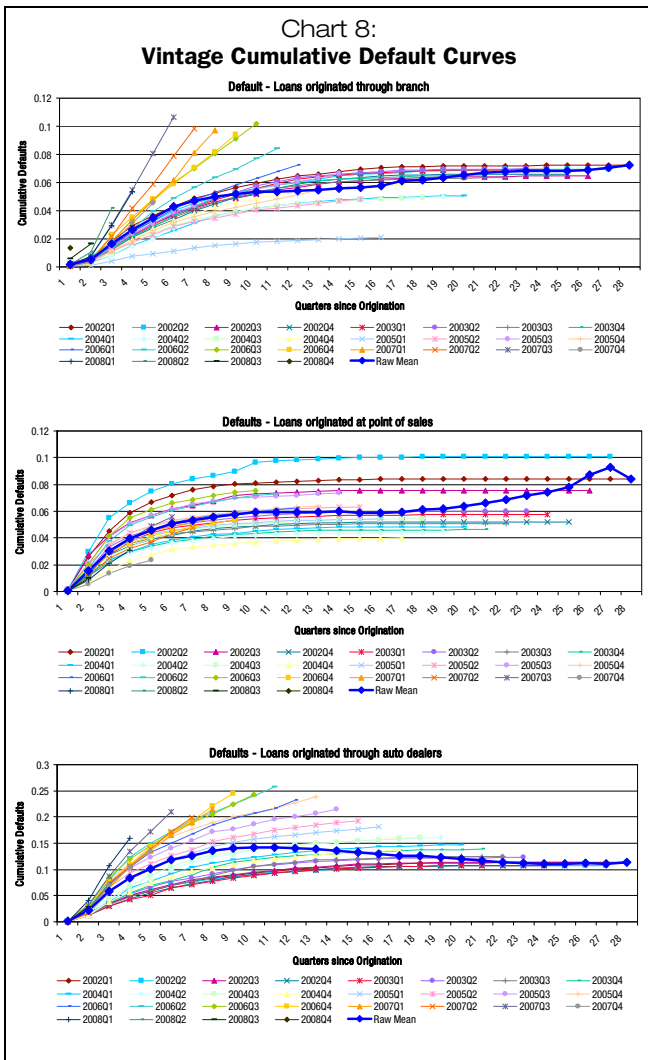 Chart 8:
Vintage Cumulative Default Curves
Default - Loans originated through branch
Cumulative Defaults
0.12
0.1
0.08
0.06
0.04
0.02
0
1 2 3 4 5 6 7 8 9 10 11 12 13 14 15 16 17 18 19 20 21 22 23 24 25 26 27 28
Quarters since Origination
2002Q1 2002Q2 2002Q3 2002Q4 2003Q1 2003Q2 2003Q3 2003Q4
2004Q1 2004Q2 2004Q3 2004Q4 2005Q1 2005Q2 2005Q3 2005Q4
2006Q1 2006Q2 2006Q3 2006Q4 2007Q1 2007Q2 2007Q3 2007Q4
2008Q1 2008Q2 2008Q3 2008Q4 Raw Mean
Defaults - Loans originated at point of sales
Cumulative Defaults
0.12
0.1
0.08
0.06
0.04
0.02
0
1 2 3 4 5 6 7 8 9 10 11 12 13 14 15 16 17 18 19 20 21 22 23 24 25 26 27 28
Quarters since Origination
2002Q1 2002Q2 2002Q3 2002Q4 2003Q1 2003Q2 2003Q3 2003Q4
2004Q1 2004Q2 2004Q3 2004Q4 2005Q1 2005Q2 2005Q3 2005Q4
2006Q1 2006Q2 2006Q3 2006Q4 2007Q1 2007Q2 2007Q3 2007Q4
2008Q1 2008Q2 2008Q3 2008Q4 Raw Mean
Defaults - Loans originated through auto dealers
Cumulative Defaults
0.3
0.25
0.2
0.15
0.1
0.05
0
1 2 3 4 5 6 7 8 9 10 11 12 13 14 15 16 17 18 19 20 21 22 23 24 25 26 27 28
Quarters since Origination
2002Q1 2002Q2 2002Q3 2002Q4 2003Q1 2003Q2 2003Q3 2003Q4
2004Q1 2004Q2 2004Q3 2004Q4 2005Q1 2005Q2 2005Q3 2005Q4
2006Q1 2006Q2 2006Q3 2006Q4 2007Q1 2007Q2 2007Q3 2007Q4
2008Q1 2008Q2 2008Q3 2008Q4 Raw Mean